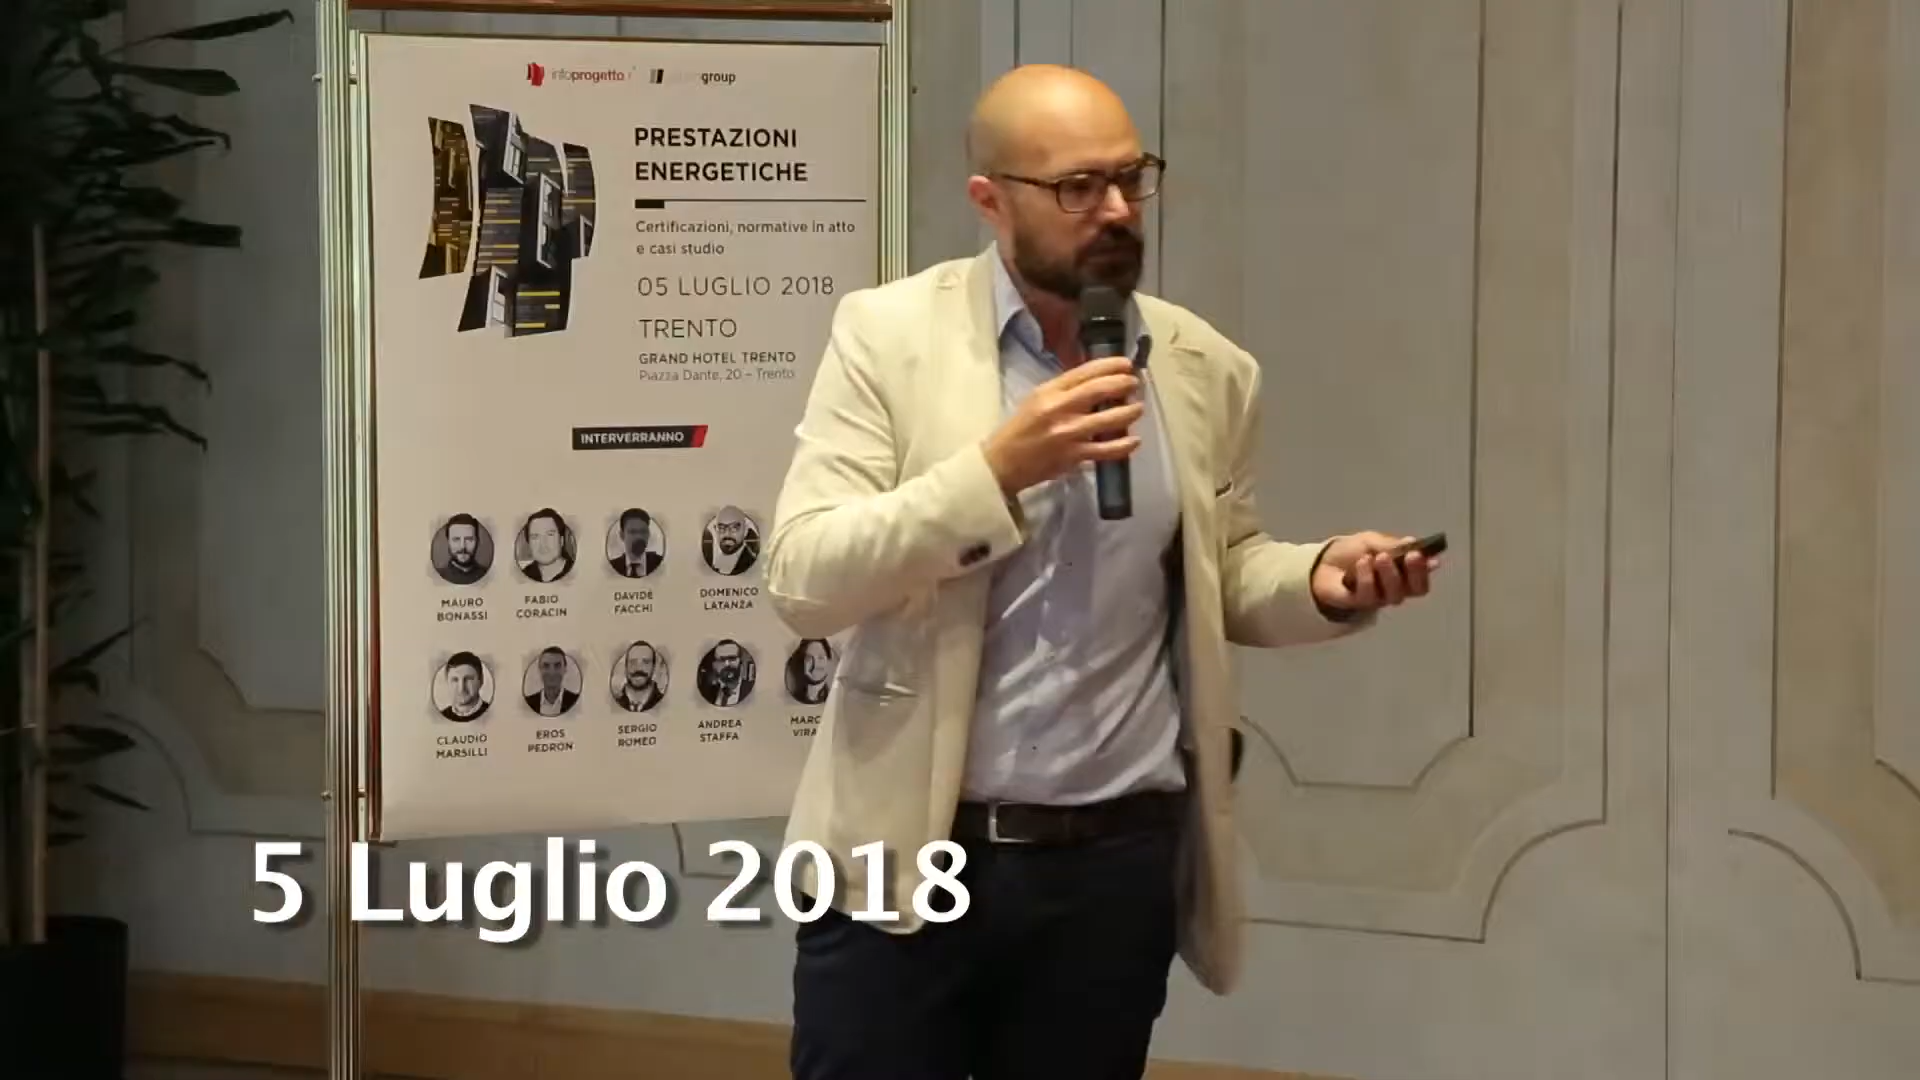 infoprogetto.it
group
PRESTAZIONI
ENERGETICHE
Certificazioni, normative in atto
e casi studio
05 LUGLIO 2018
TRENTO
GRAND HOTEL TRENTO
Piazza Dante, 20 – Trento
INTERVERRANNO
MAURO
BONASSI
FABIO
CORACIN
DAVIDE
FACCHI
DOMENICO
LATANZA
CLAUDIO
MARSILLI
EROS
PEDRON
SERGIO
ROMEO
ANDREA
STAFFA
5 Luglio 2018